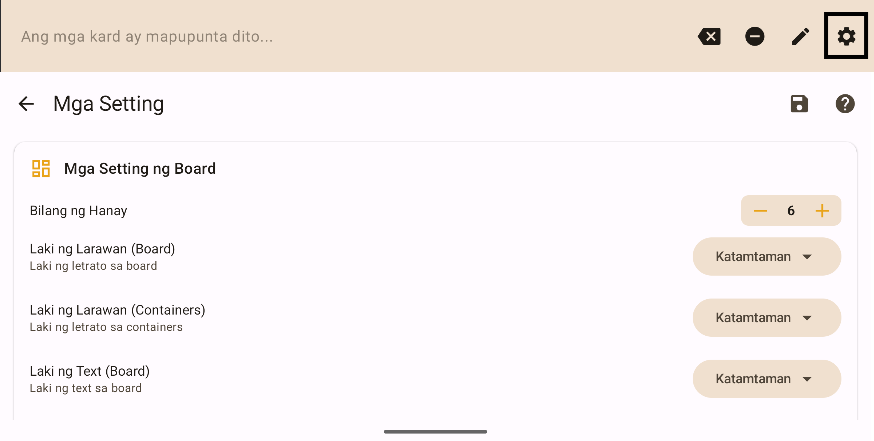 Ang mga kard ay mapupunta dito...
Mga Setting
Mga Setting ng Board
Bilang ng Hanay
6
Laki ng Larawan (Board)
Laki ng letrato sa board
Katamtaman
Laki ng Larawan (Containers)
Laki ng letrato sa containers
Katamtaman
Laki ng Text (Board)
Laki ng text sa board
Katamtaman